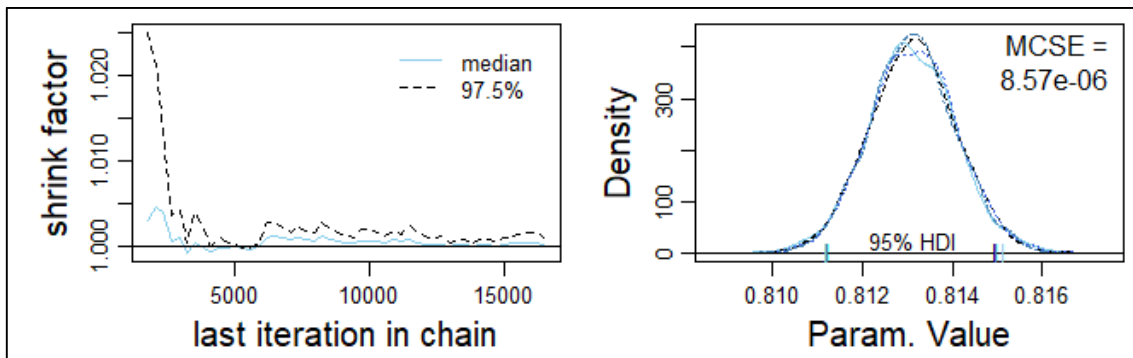 shrink factor
1.000
1.010
1.020
median
97.5%
5000
10000
15000
last iteration in chain
Density
0
100
300
MCSE =
8.57e-06
95% HDI
0.810
0.812
0.814
0.816
Param. Value